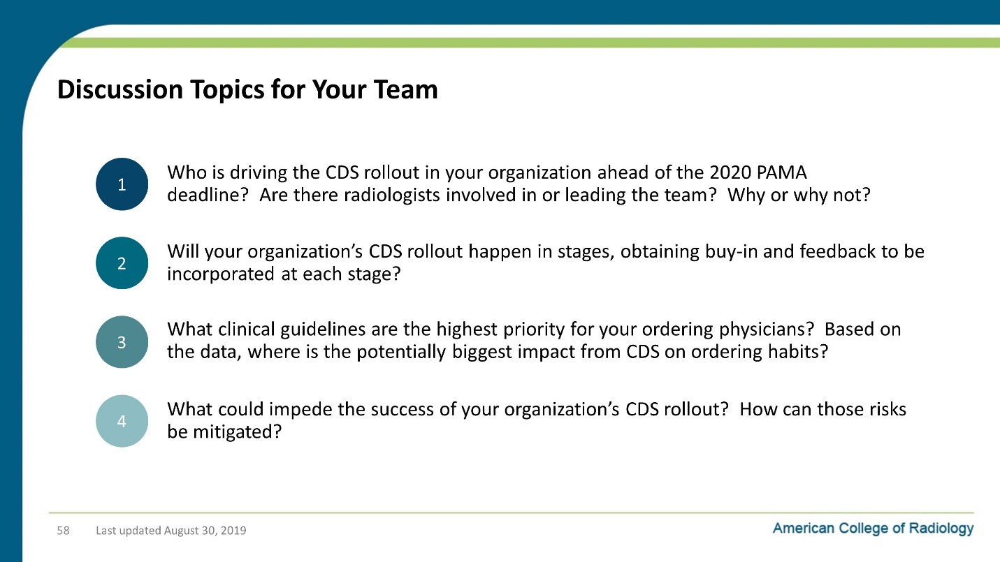 Discussion Topics for Your Team
1
Who is driving the CDS rollout in your organization ahead of the 2020 PAMA
deadline?  Are there radiologists involved in or leading the team?  Why or why not?
2
Will your organization’s CDS rollout happen in stages, obtaining buy-in and feedback to be
incorporated at each stage?
3
What clinical guidelines are the highest priority for your ordering physicians?  Based on
the data, where is the potentially biggest impact from CDS on ordering habits?
4
What could impede the success of your organization’s CDS rollout?  How can those risks
be mitigated?
58 Last updated August 30, 2019
American College of Radiology